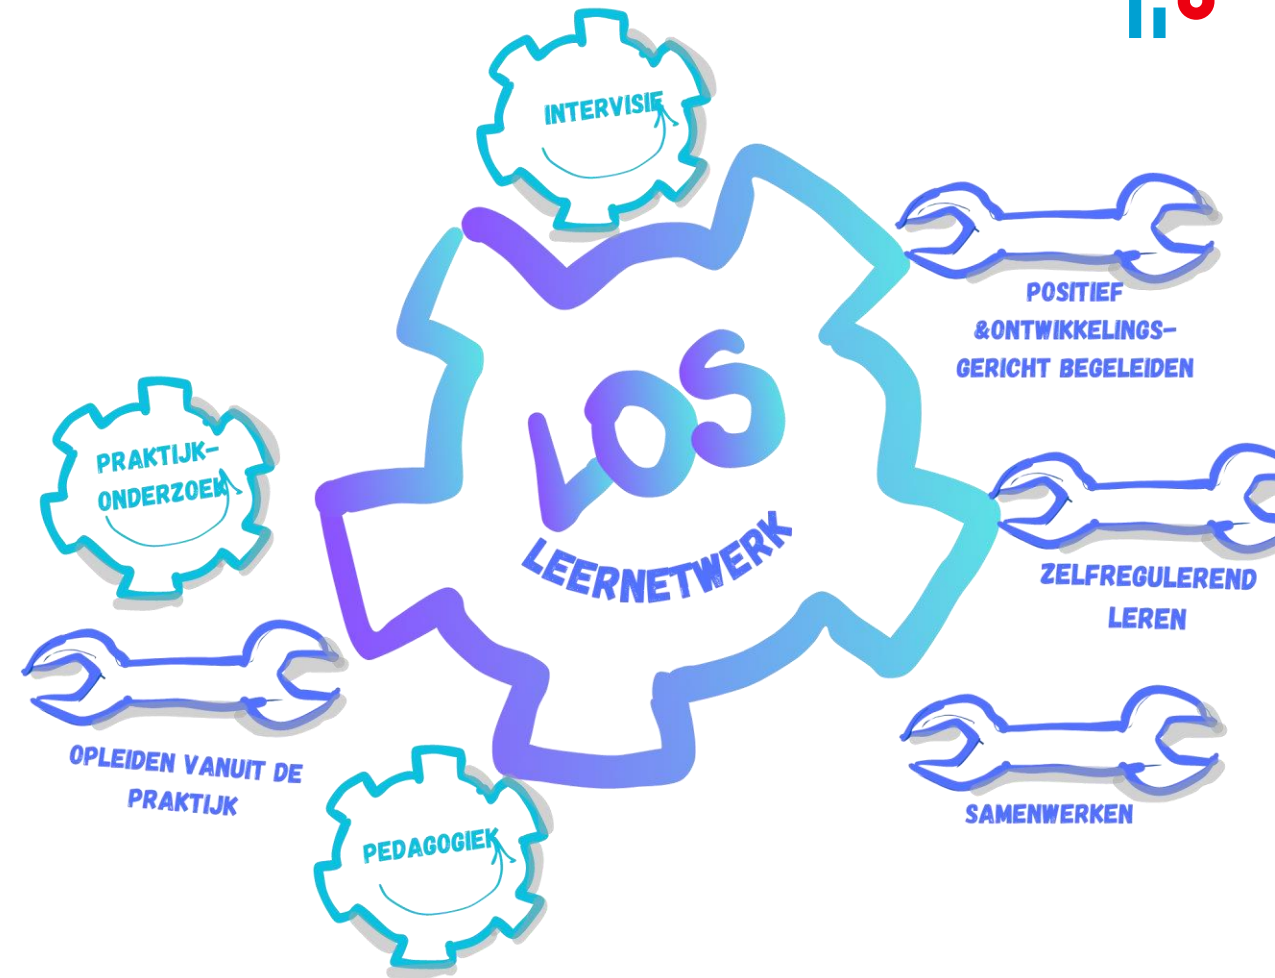 INTERVISIE
POSITIEF
&ONTWIKKELINGS-
GERICHT BEGELEIDEN
LOS
LEERNETWERK
PRAKTIJK-
ONDERZOEK
ZELFREGULEREND
LEREN
OPLEIDEN VANUIT DE
PRAKTIJK
SAMENWERKEN
PEDAGOGIEK